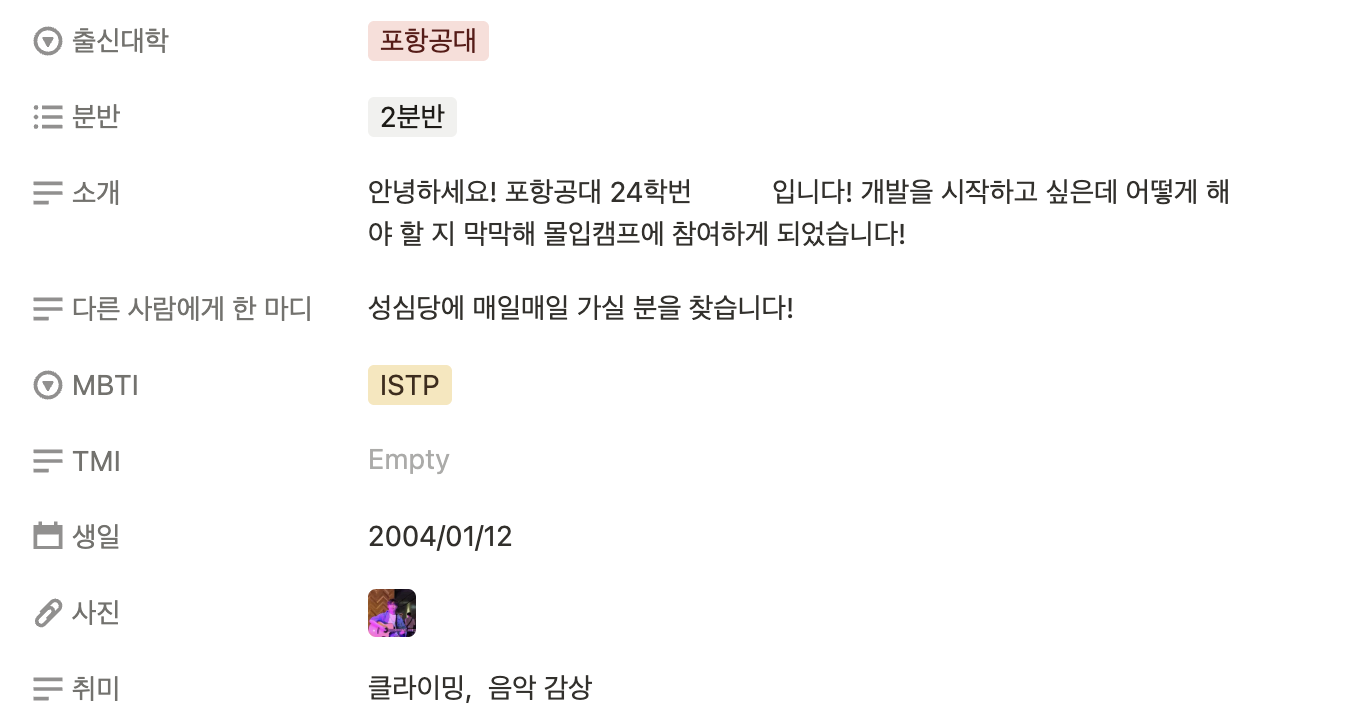 출신대학 포항공대
분반 2분반
소개 안녕하세요! 포항공대 24학번 입니다! 개발을 시작하고 싶은데 어떻게 해
야 할 지 막막해 몰입캠프에 참여하게 되었습니다!
다른 사람에게 한 마디 성심당에 매일매일 가실 분을 찾습니다!
MBTI ISTP
TMI Empty
생일 2004/01/12
사진
취미 클라이밍, 음악 감상